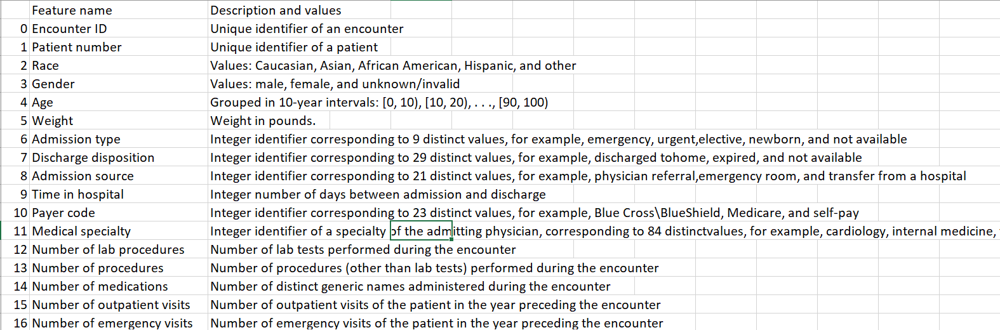 Feature name Description and values
0 Encounter ID Unique identifier of an encounter
1 Patient number Unique identifier of a patient
2 Race Values: Caucasian, Asian, African American, Hispanic, and other
3 Gender Values: male, female, and unknown/invalid
4 Age Grouped in 10-year intervals: [0, 10), [10, 20), . . ., [90, 100)
5 Weight Weight in pounds.
6 Admission type Integer identifier corresponding to 9 distinct values, for example, emergency, urgent,elective, newborn, and not available
7 Discharge disposition Integer identifier corresponding to 29 distinct values, for example, discharged tohome, expired, and not available
8 Admission source Integer identifier corresponding to 21 distinct values, for example, physician referral,emergency room, and transfer from a hospital
9 Time in hospital Integer number of days between admission and discharge
10 Payer code Integer identifier corresponding to 23 distinct values, for example, Blue Cross\BlueShield, Medicare, and self-pay
11 Medical specialty Integer identifier of a specialty of the admitting physician, corresponding to 84 distinctvalues, for example, cardiology, internal medicine,
12 Number of lab procedures Number of lab tests performed during the encounter
13 Number of procedures Number of procedures (other than lab tests) performed during the encounter
14 Number of medications Number of distinct generic names administered during the encounter
15 Number of outpatient visits Number of outpatient visits of the patient in the year preceding the encounter
16 Number of emergency visits Number of emergency visits of the patient in the year preceding the encounter